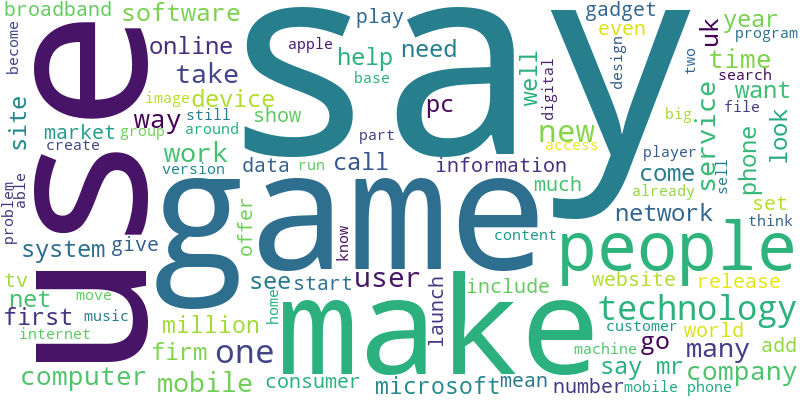 broadband
software
become
use
online
take
image
device
site
market
group
way
create
work
version
problem
able
system
give
tv
net
move
first
music
internet
million
firm
one
computer
mobile
say
apple
play
help
need
base
show
still
around
data
run
call
pc
part
information
game
offer
know
see
start
user
content
home
launch
include
make
consumer
microsoft
mean
gadget
even
uk
year
program
well
digital
design
two
time
search
want
file
new
big
access
player
service
phone
look
come
much
already
sell
network
set
think
people
website
release
technology
customer
world
go
many
add
machine
say mr
company
number
mobile phone